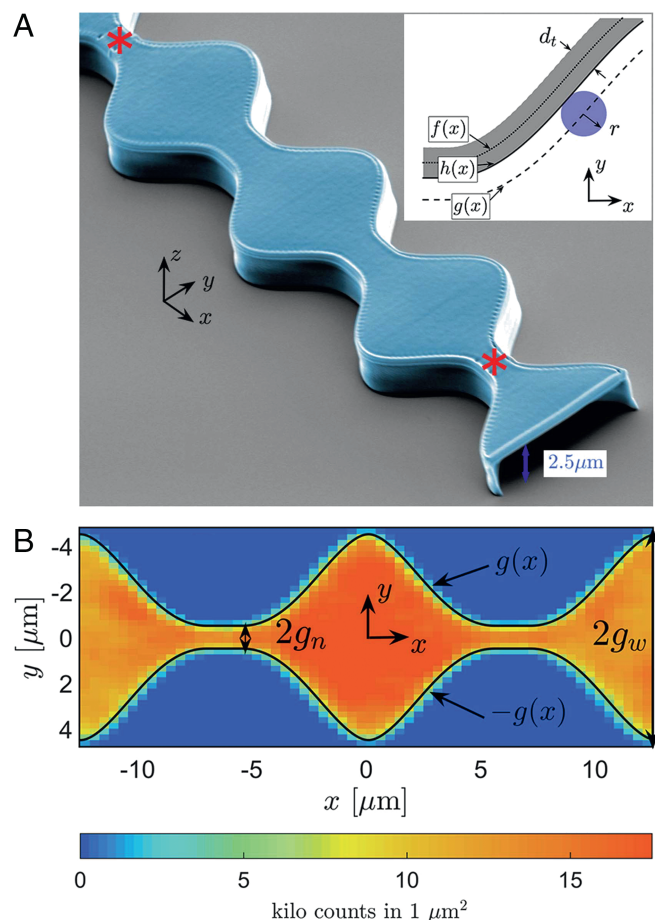 A
d_t
f(x)
h(x)
g(x)
r
y
x
z
y
x
2.5μm
B
-4
-2
0
2
4
y [μm]
g(x)
y
x
2g_n
2g_w
-g(x)
-10
-5
0
5
10
x [μm]
0
5
10
15
kilo counts in 1 μm²